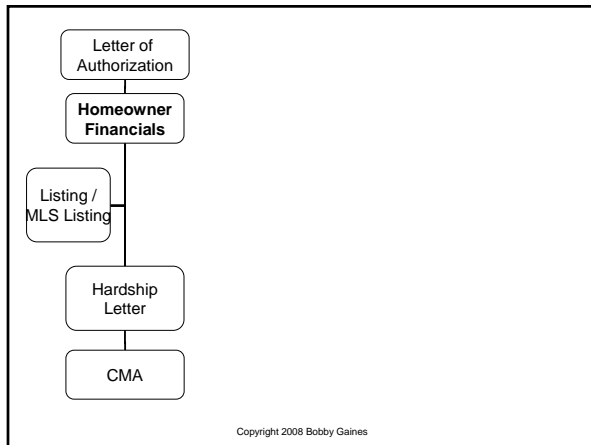 Letter of
Authorization
Homeowner
Financials
Listing /
MLS Listing
Hardship
Letter
CMA
Copyright 2008 Bobby Gaines